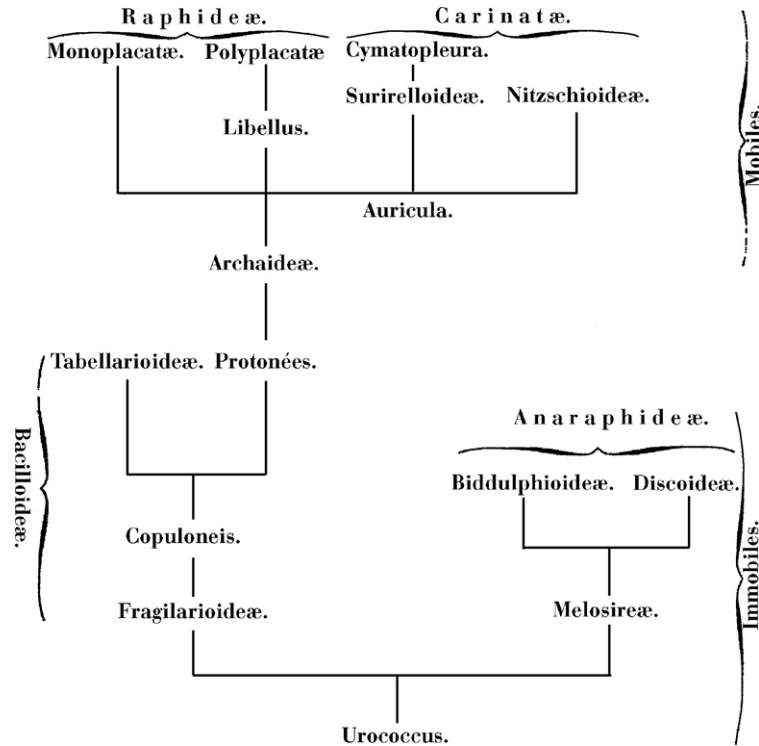 Raphideæ. Carinatæ.
Monoplacatæ. Polyplacatæ Cymatopleura.
Surirelloideæ. Nitzschioideæ.
Libellus.
Mobiles.
Auricula.
Archaideæ.
Tabellarioideæ. Protonées.
Anaraphideæ.
Bacilloideæ.
Biddulphioideæ. Discoideæ.
Copuloneis.
Immobiles.
Fragilarioideæ. Melosireæ.
Urococcus.